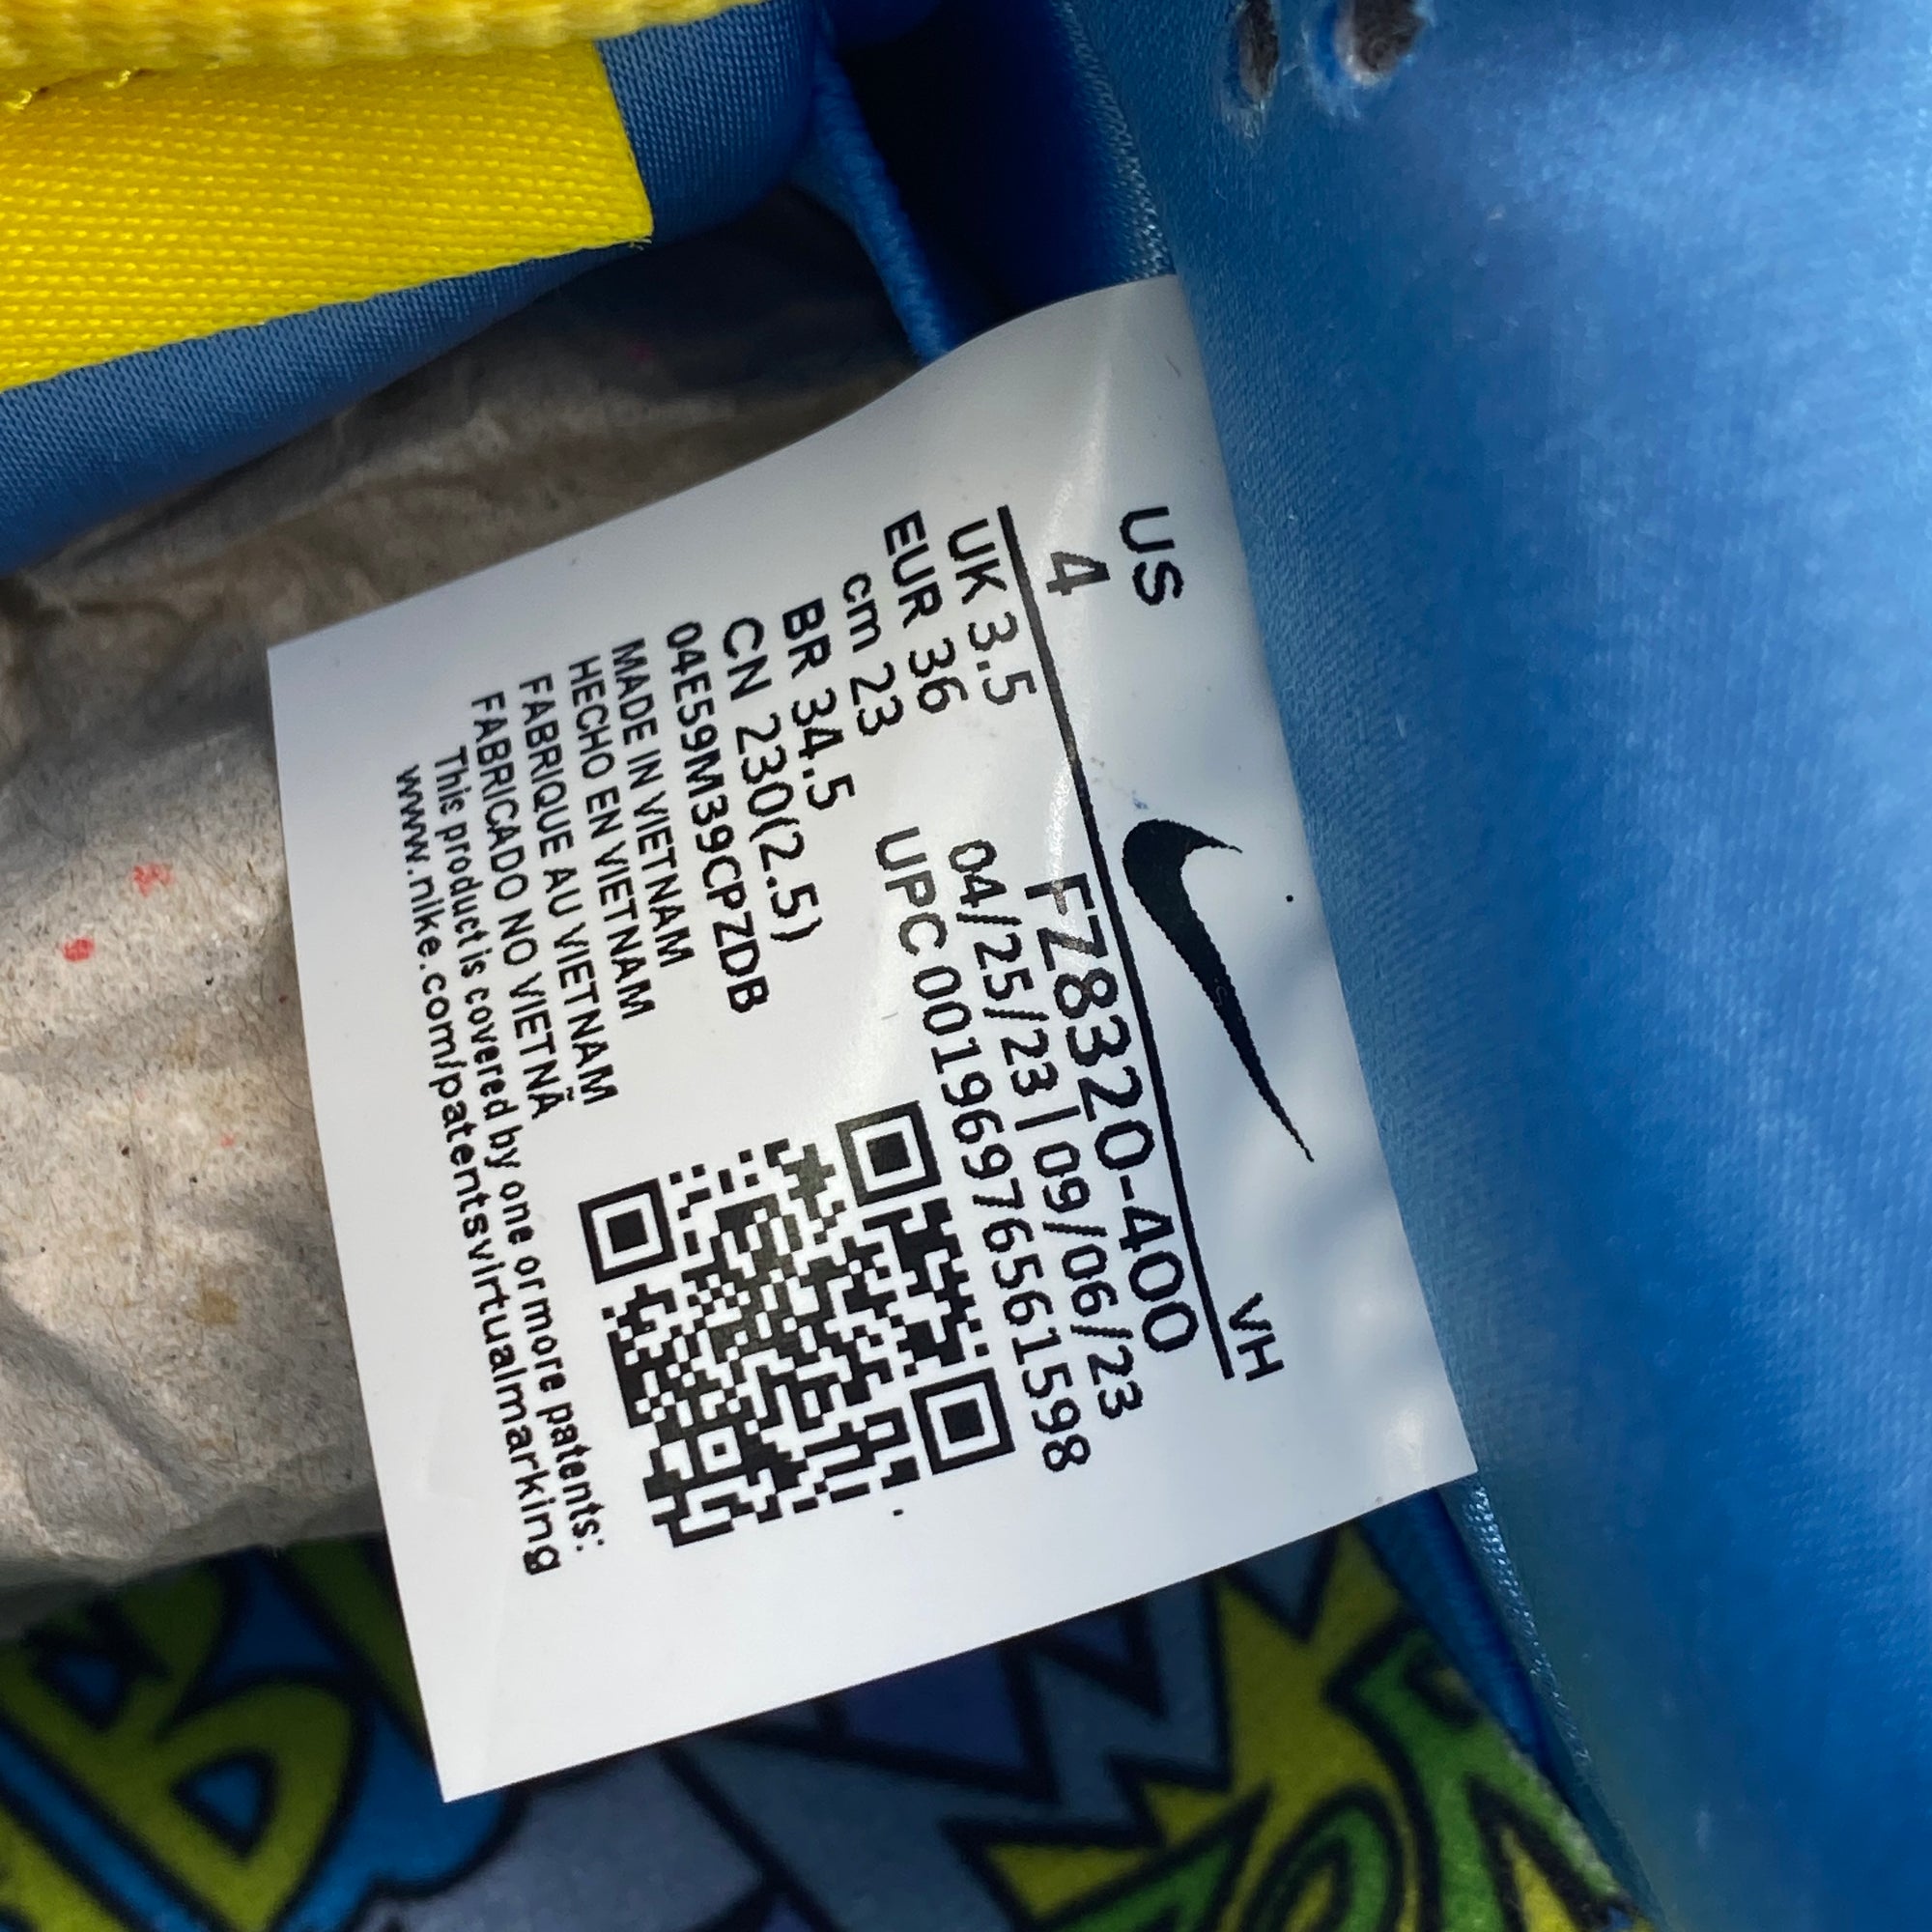 US
4
VH
UK 3.5
FZ8320-400
EUR 36
04/25/23 | 09/06/23
cm 23
UPC 00196976561598
BR 34.5
CN 230(2.5)
04E59M39CPZDB
MADE IN VIETNAM
HECHO EN VIETNAM
FABRIQUE AU VIETNAM
FABRICADO NO VIETNÃ
This product is covered by one or more patents:
www.nike.com/patentsvirtualmarking